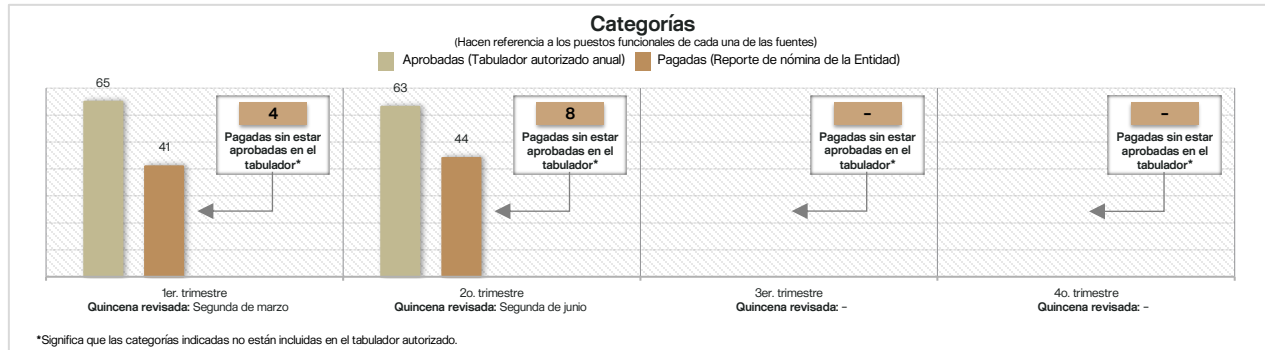 Categorías
(Hacen referencia a los puestos funcionales de cada una de las fuentes)
Aprobadas (Tabulador autorizado anual) Pagadas (Reporte de nómina de la Entidad)
65
41
4
Pagadas sin estar
aprobadas en el
tabulador*
63
44
8
Pagadas sin estar
aprobadas en el
tabulador*
-
Pagadas sin estar
aprobadas en el
tabulador*
-
Pagadas sin estar
aprobadas en el
tabulador*
1er. trimestre
Quincena revisada: Segunda de marzo
2o. trimestre
Quincena revisada: Segunda de junio
3er. trimestre
Quincena revisada: -
4o. trimestre
Quincena revisada: -
*Significa que las categorías indicadas no están incluidas en el tabulador autorizado.